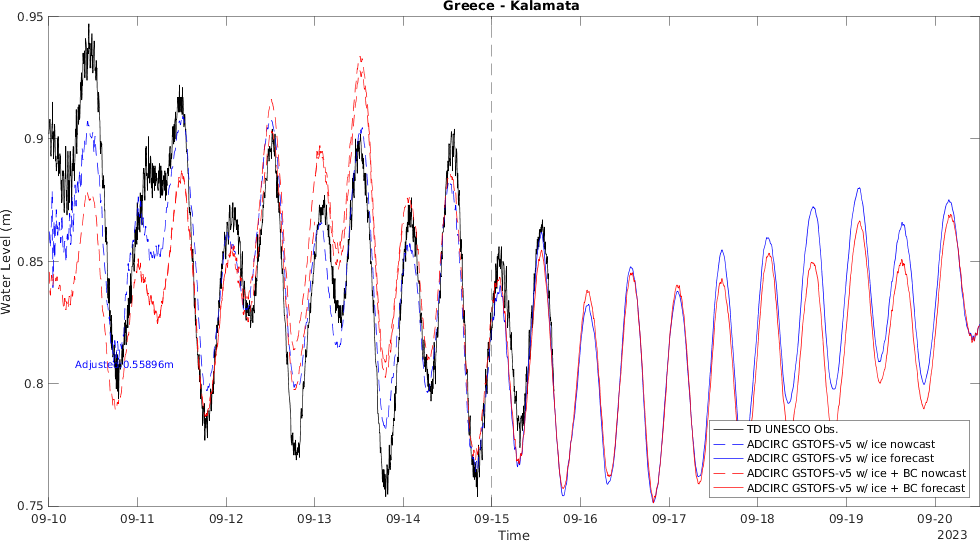 Greece - Kalamata
0.95
0.9
0.85
0.8
0.75
Water Level (m)
Adjusted 0.55896m
TD UNESCO Obs.
ADCIRC GSTOFS-v5 w/ ice nowcast
ADCIRC GSTOFS-v5 w/ ice forecast
ADCIRC GSTOFS-v5 w/ ice + BC nowcast
ADCIRC GSTOFS-v5 w/ ice + BC forecast
09-10 09-11 09-12 09-13 09-14 09-15 09-16 09-17 09-18 09-19 09-20
Time
2023